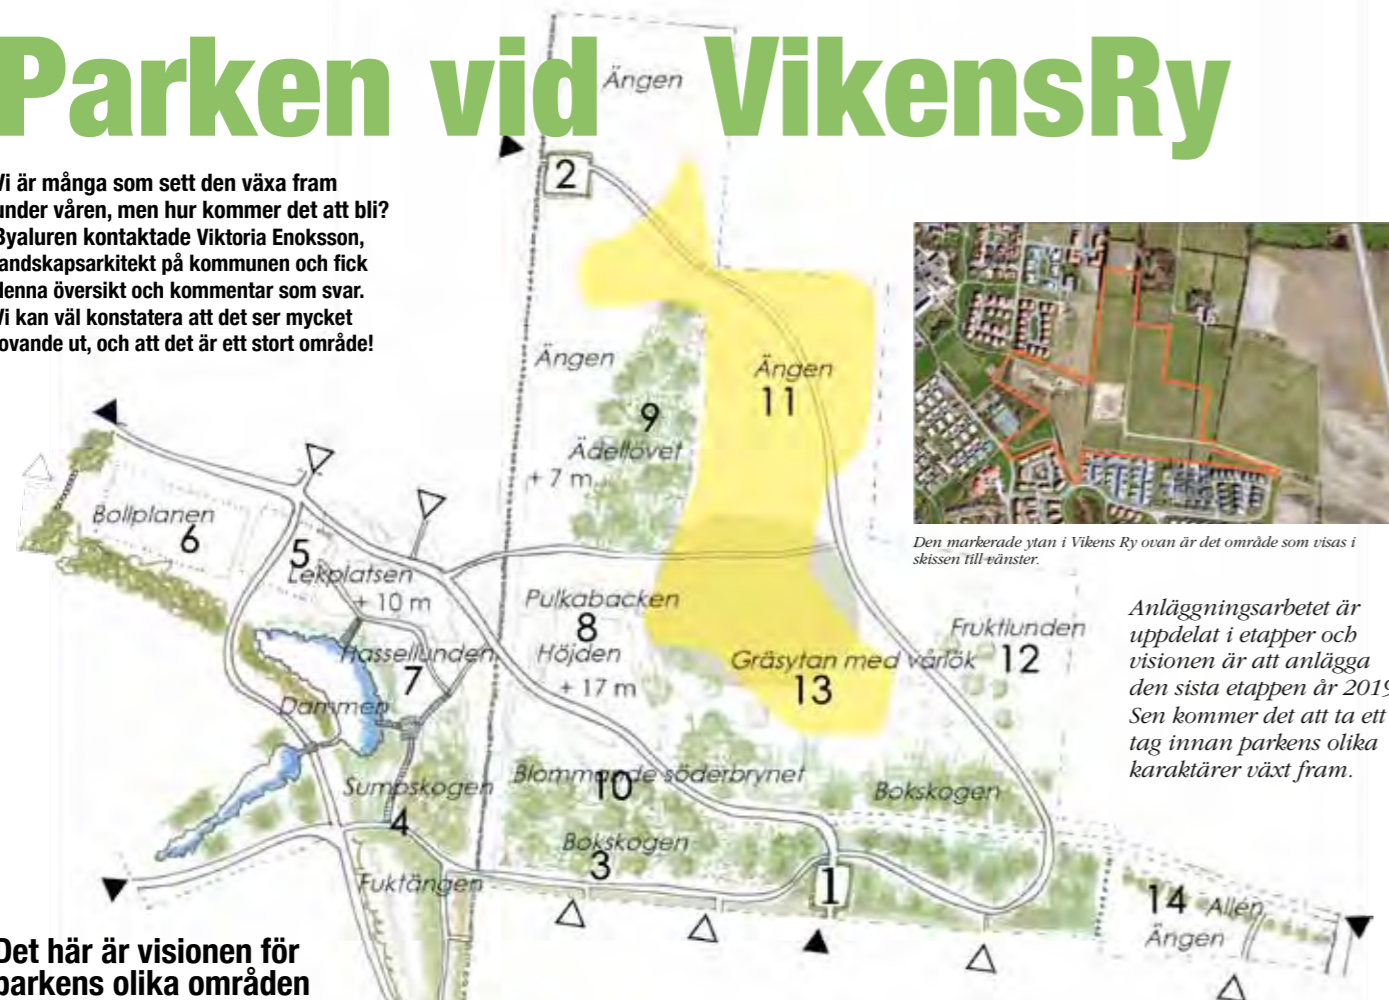 Parken vid VikensRy
Vi är många som sett den växa fram
under våren, men hur kommer det att bli?
Byaluren kontaktade Viktoria Enoksson,
landskapsarkitekt på kommunen och fick
denna översikt och kommentar som svar.
Vi kan väl konstatera att det ser mycket
lovande ut, och att det är ett stort område!
Ängen
2
Ängen
9
Ädellövet
+ 7 m
Ängen
11
Bollplanen
6
5
Lekplatsen
+ 10 m
Hassellunden
7
Dammen
Pulkabacken
8
Höjden
+ 17 m
Gräsytan med vårlök
13
Fruktlunden
12
Sumpskogen
4
Blommande söderbrynet
10
Bokskogen
3
Bokskogen
Fuktängen
1
14
Allén
Ängen
Den markerade ytan i Vikens Ry ovan är det område som visas i
skissen till vänster.
Anläggningsarbetet är
uppdelat i etapper och
visionen är att anlägga
den sista etappen år 2019
Sen kommer det att ta ett
tag innan parkens olika
karaktärer växt fram.
Det här är visionen för
parkens olika områden